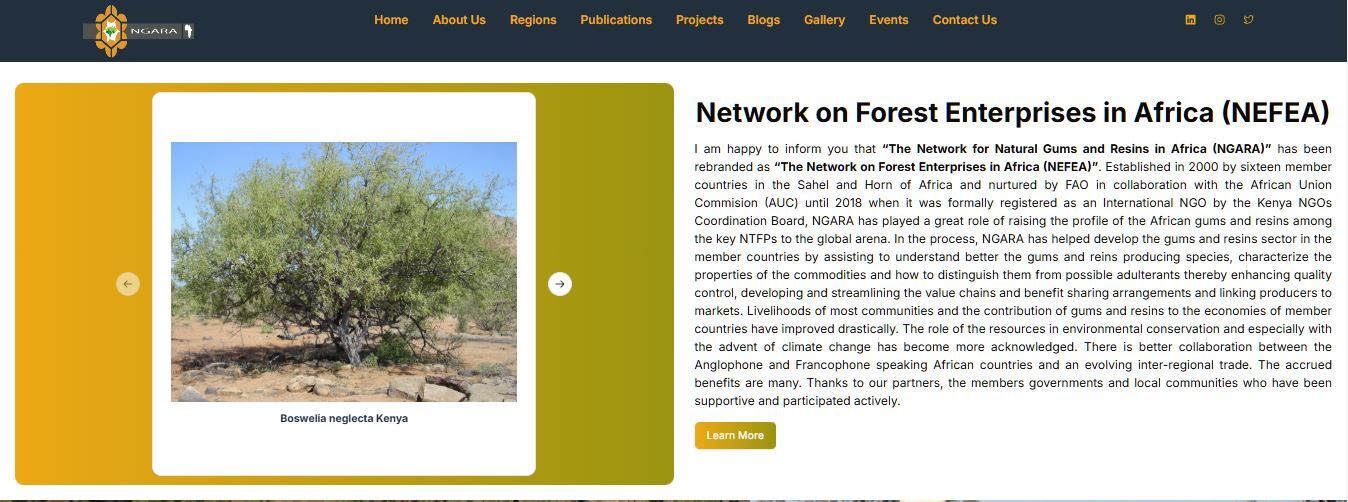 NGARA
Home About Us Regions Publications Projects Blogs Gallery Events Contact Us
Boswelia neglecta Kenya
Network on Forest Enterprises in Africa (NEFEA)
I am happy to inform you that “The Network for Natural Gums and Resins in Africa (NGARA)” has been
rebranded as “The Network on Forest Enterprises in Africa (NEFEA)”. Established in 2000 by sixteen member
countries in the Sahel and Horn of Africa and nurtured by FAO in collaboration with the African Union
Commision (AUC) until 2018 when it was formally registered as an International NGO by the Kenya NGOs
Coordination Board, NGARA has played a great role of raising the profile of the African gums and resins among
the key NTFPs to the global arena. In the process, NGARA has helped develop the gums and resins sector in the
member countries by assisting to understand better the gums and reins producing species, characterize the
properties of the commodities and how to distinguish them from possible adulterants thereby enhancing quality
control, developing and streamlining the value chains and benefit sharing arrangements and linking producers to
markets. Livelihoods of most communities and the contribution of gums and resins to the economies of member
countries have improved drastically. The role of the resources in environmental conservation and especially with
the advent of climate change has become more acknowledged. There is better collaboration between the
Anglophone and Francophone speaking African countries and an evolving inter-regional trade. The accrued
benefits are many. Thanks to our partners, the members governments and local communities who have been
supportive and participated actively.
Learn More